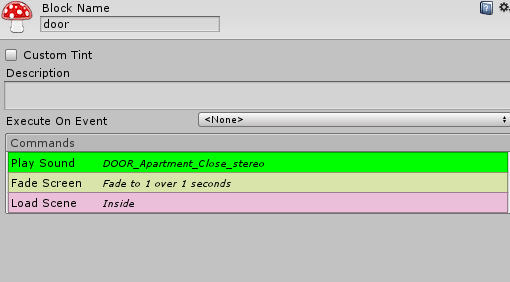 Block Name
door
Custom Tint
Description
Execute On Event <None>
Commands
Play Sound DOOR_Apartment_Close_stereo
Fade Screen Fade to 1 over 1 seconds
Load Scene Inside